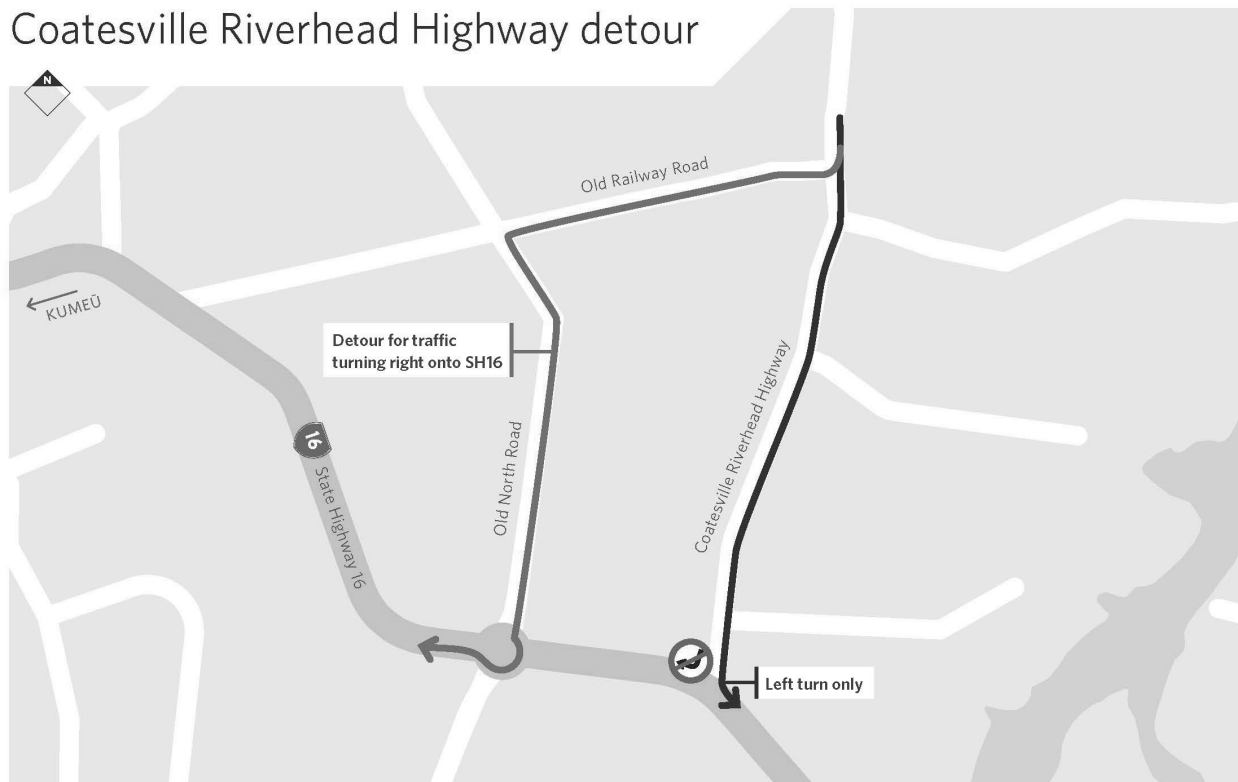 Coatesville Riverhead Highway detour
N
Old Railway Road
KUMEŪ
Detour for traffic
turning right onto SH16
Coatesville Riverhead Highway
16
Old North Road
State Highway 16
Left turn only